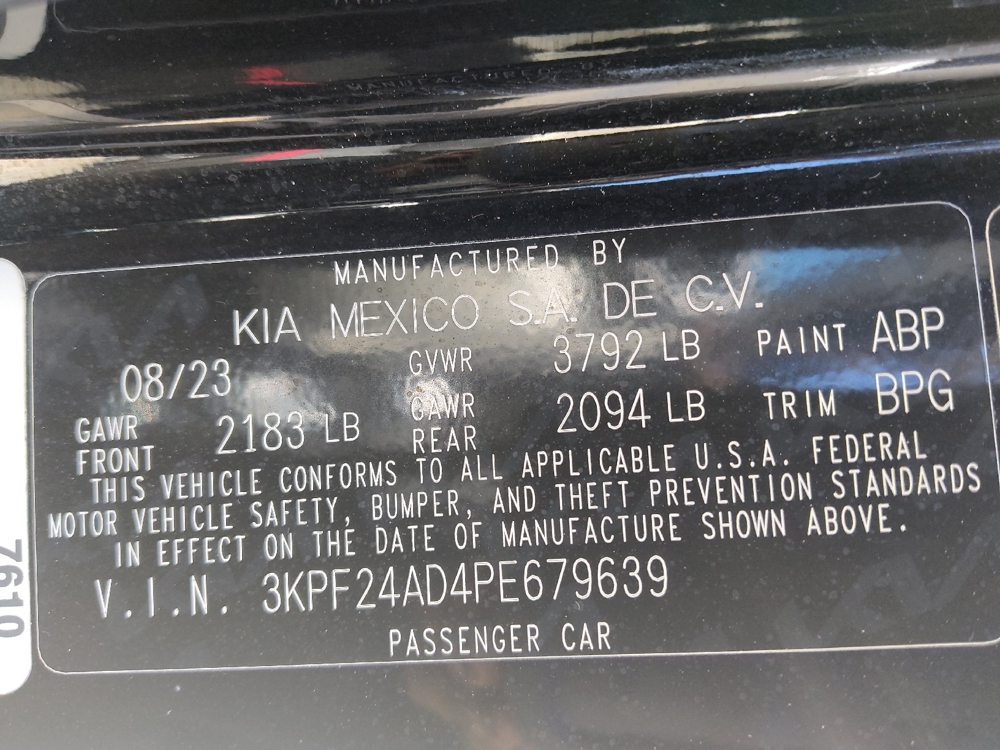 MANUFACTURED BY
KIA MEXICO S.A. DE C.V.
08/23 GVWR 3792 LB PAINT ABP
GAWR FRONT 2183 LB GAWR REAR 2094 LB TRIM BPG
THIS VEHICLE CONFORMS TO ALL APPLICABLE U.S.A. FEDERAL
MOTOR VEHICLE SAFETY, BUMPER, AND THEFT PREVENTION STANDARDS
IN EFFECT ON THE DATE OF MANUFACTURE SHOWN ABOVE.
V.I.N. 3KPF24AD4PE679639
PASSENGER CAR